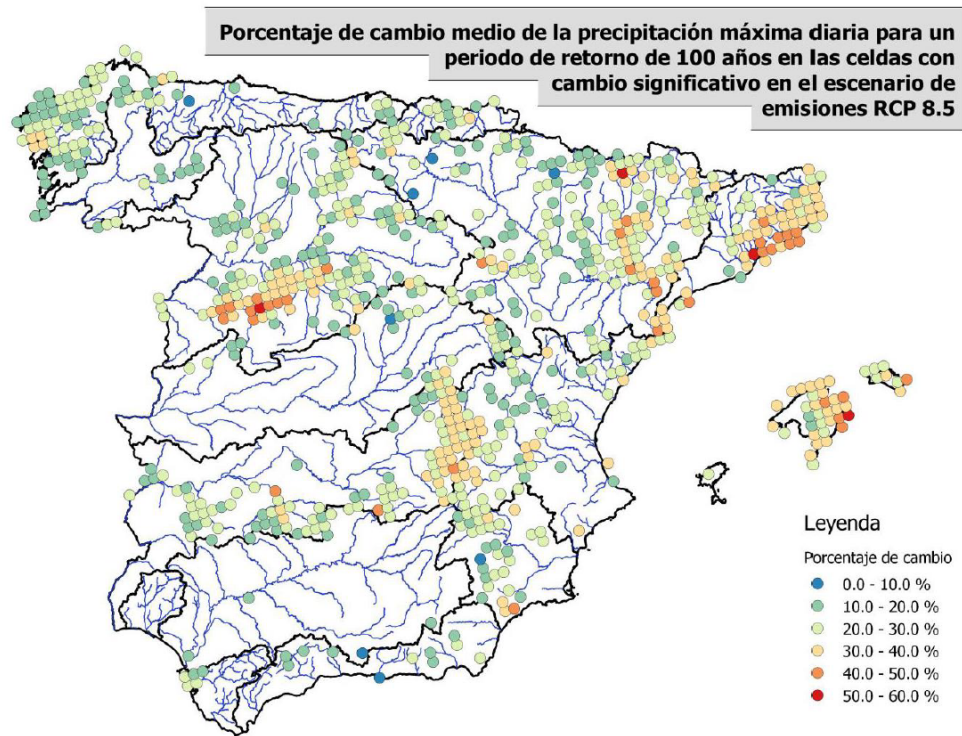 Porcentaje de cambio medio de la precipitación máxima diaria para un
periodo de retorno de 100 años en las celdas con
cambio significativo en el escenario de
emisiones RCP 8.5
Leyenda
Porcentaje de cambio
0.0 - 10.0 %
10.0 - 20.0 %
20.0 - 30.0 %
30.0 - 40.0 %
40.0 - 50.0 %
50.0 - 60.0 %